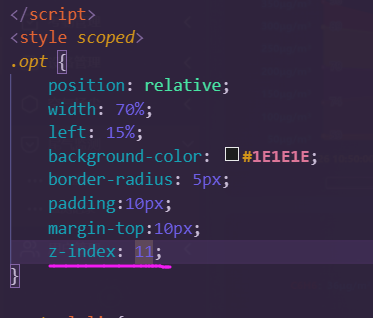 </script>
<style scoped>
.opt {
position: relative;
width: 70%;
left: 15%;
background-color: #1E1E1E;
border-radius: 5px;
padding:10px;
margin-top:10px;
z-index: 11;
}